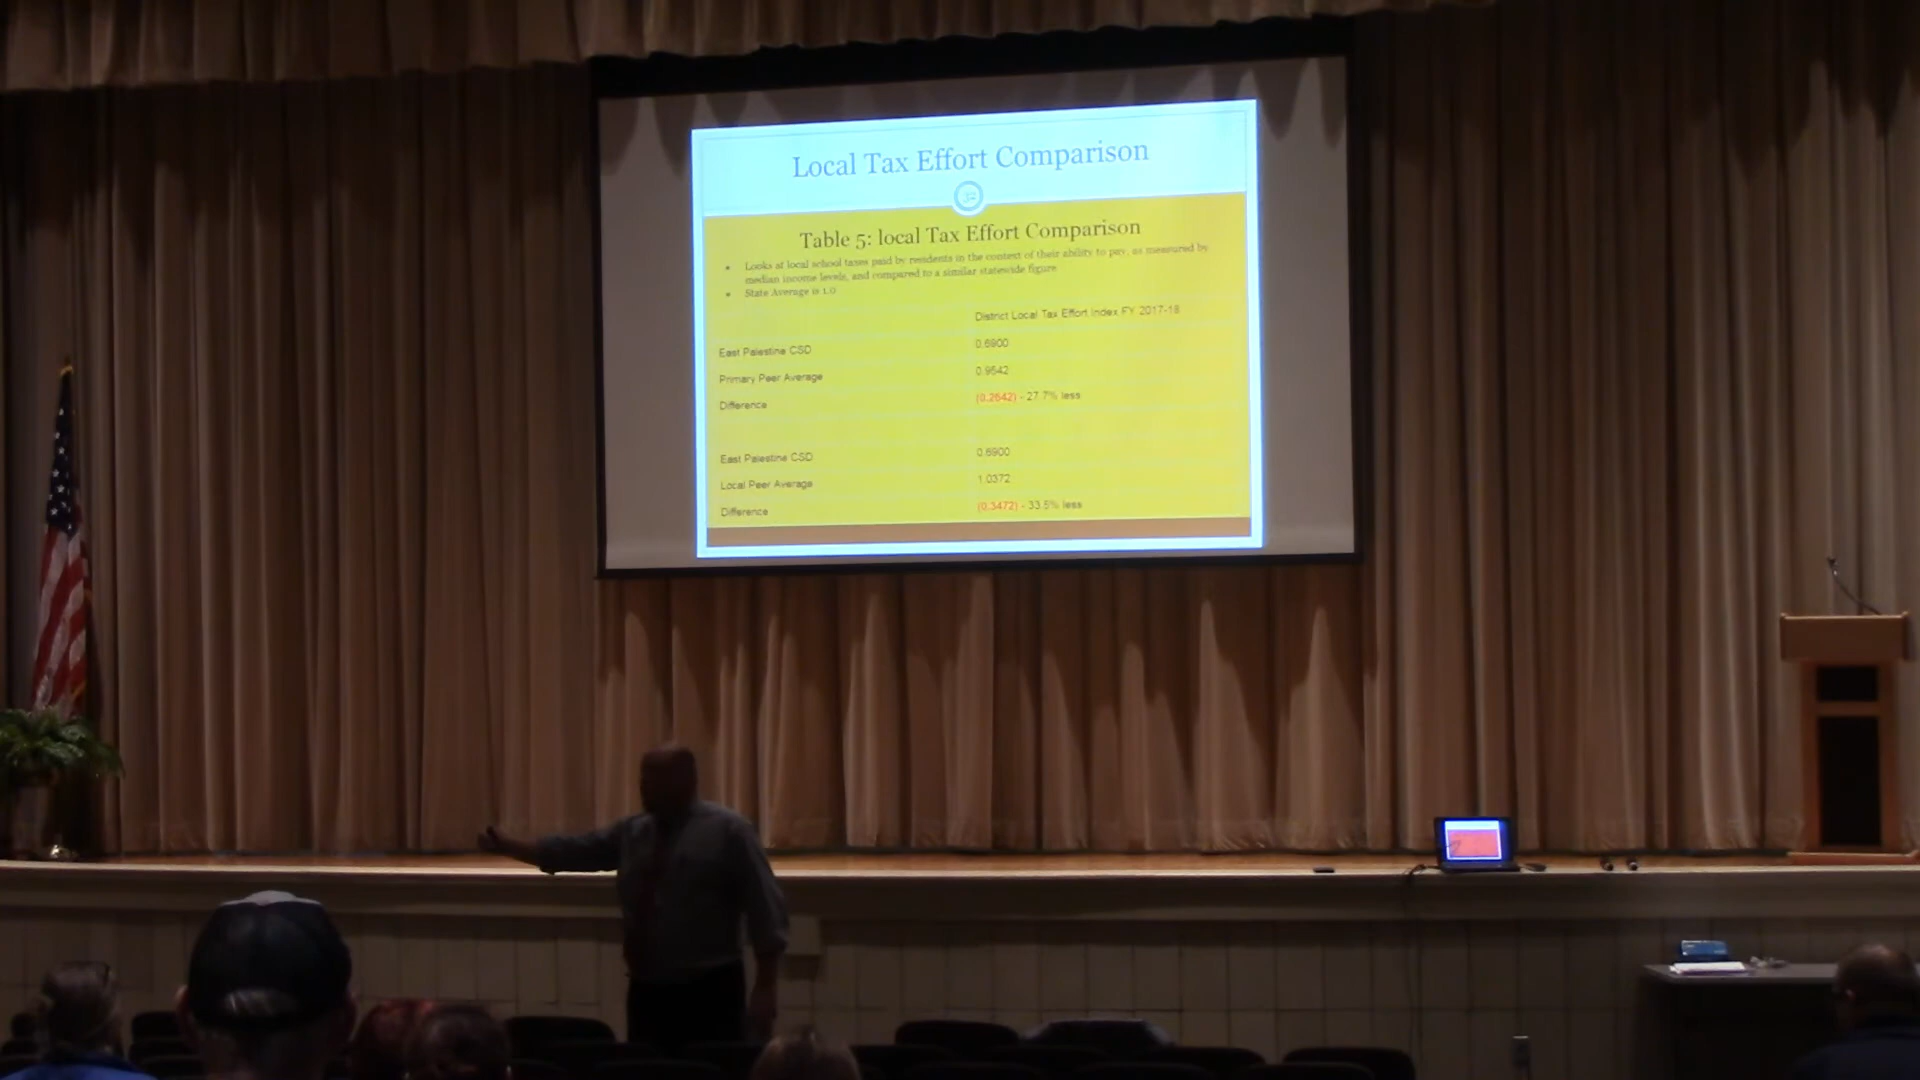 Local Tax Effort Comparison
32
Table 5: local Tax Effort Comparison
• Looks at local school taxes paid by residents in the context of their ability to pay, as measured by
median income levels, and compared to a similar statewide figure
• State Average is 1.0
District Local Tax Effort Index FY 2017-18
East Palestine CSD 0.6900
Primary Peer Average 0.9542
Difference (0.2642) - 27.7% less
East Palestine CSD 0.6900
Local Peer Average 1.0372
Difference (0.3472) - 33.5% less